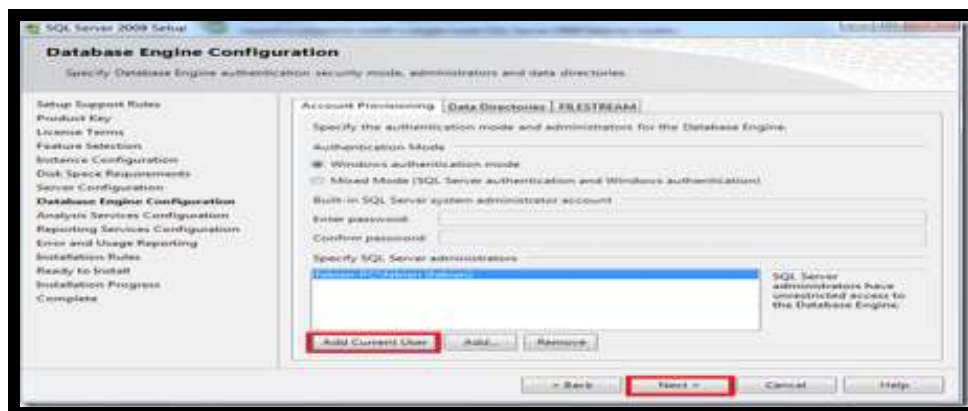 SQL Server 2008 Setup
Database Engine Configuration
Specify Database Engine authentication security mode, administrators and data directories.
Setup Support Rules
Product Key
License Terms
Feature Selection
Instance Configuration
Disk Space Requirements
Server Configuration
Database Engine Configuration
Analysis Services Configuration
Reporting Services Configuration
Error and Usage Reporting
Installation Rules
Ready to Install
Installation Progress
Complete
Account Provisioning Data Directories FILESTREAM
Specify the authentication mode and administrators for the Database Engine.
Authentication Mode
Windows authentication mode
Mixed Mode (SQL Server authentication and Windows authentication)
Built-in SQL Server system administrator account
Enter password:
Confirm password:
Specify SQL Server administrators
Fabian-PC\fabian (fabian)
SQL Server
administrators have
unrestricted access to
the Database Engine.
Add Current User Add... Remove
< Back Next > Cancel Help